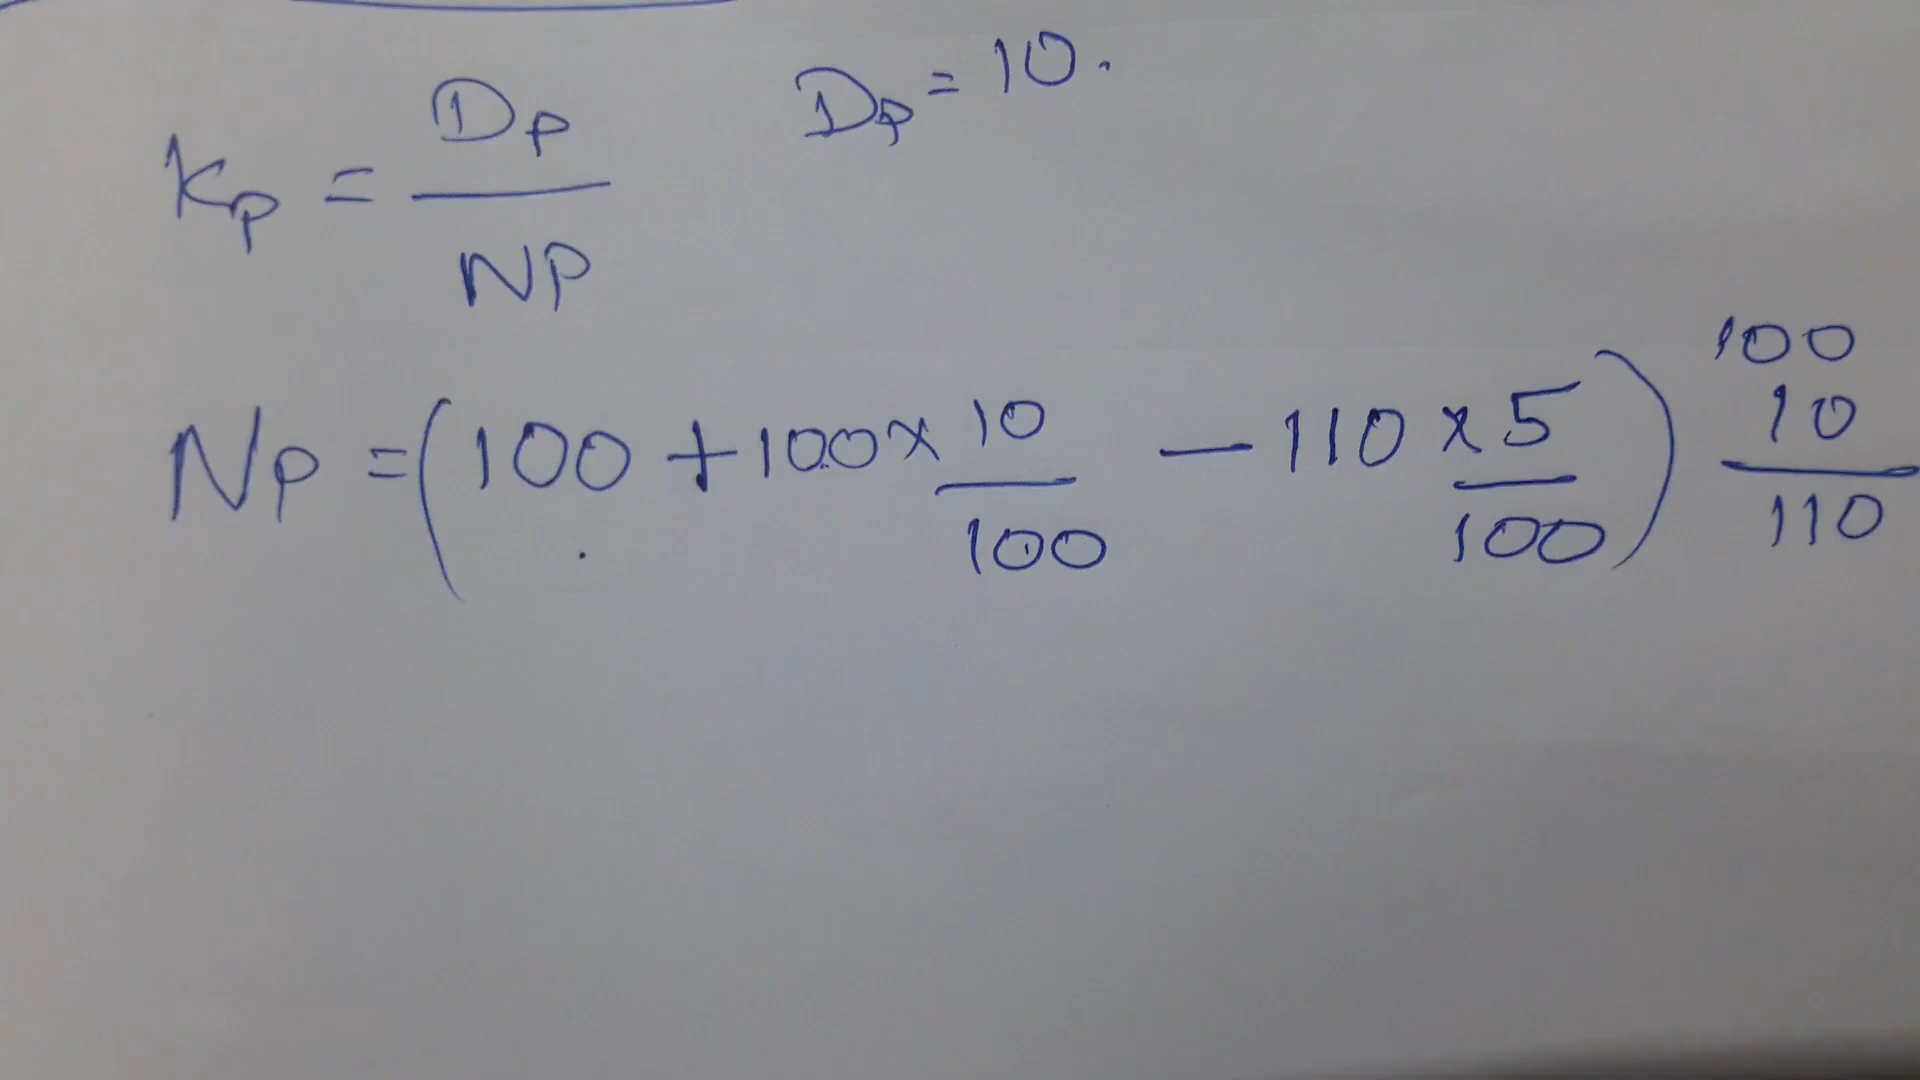 Kp = Dp / NP    Dp = 10.
Np = (100 + 100 x 10/100 — 110 x 5/100)
100
10
110